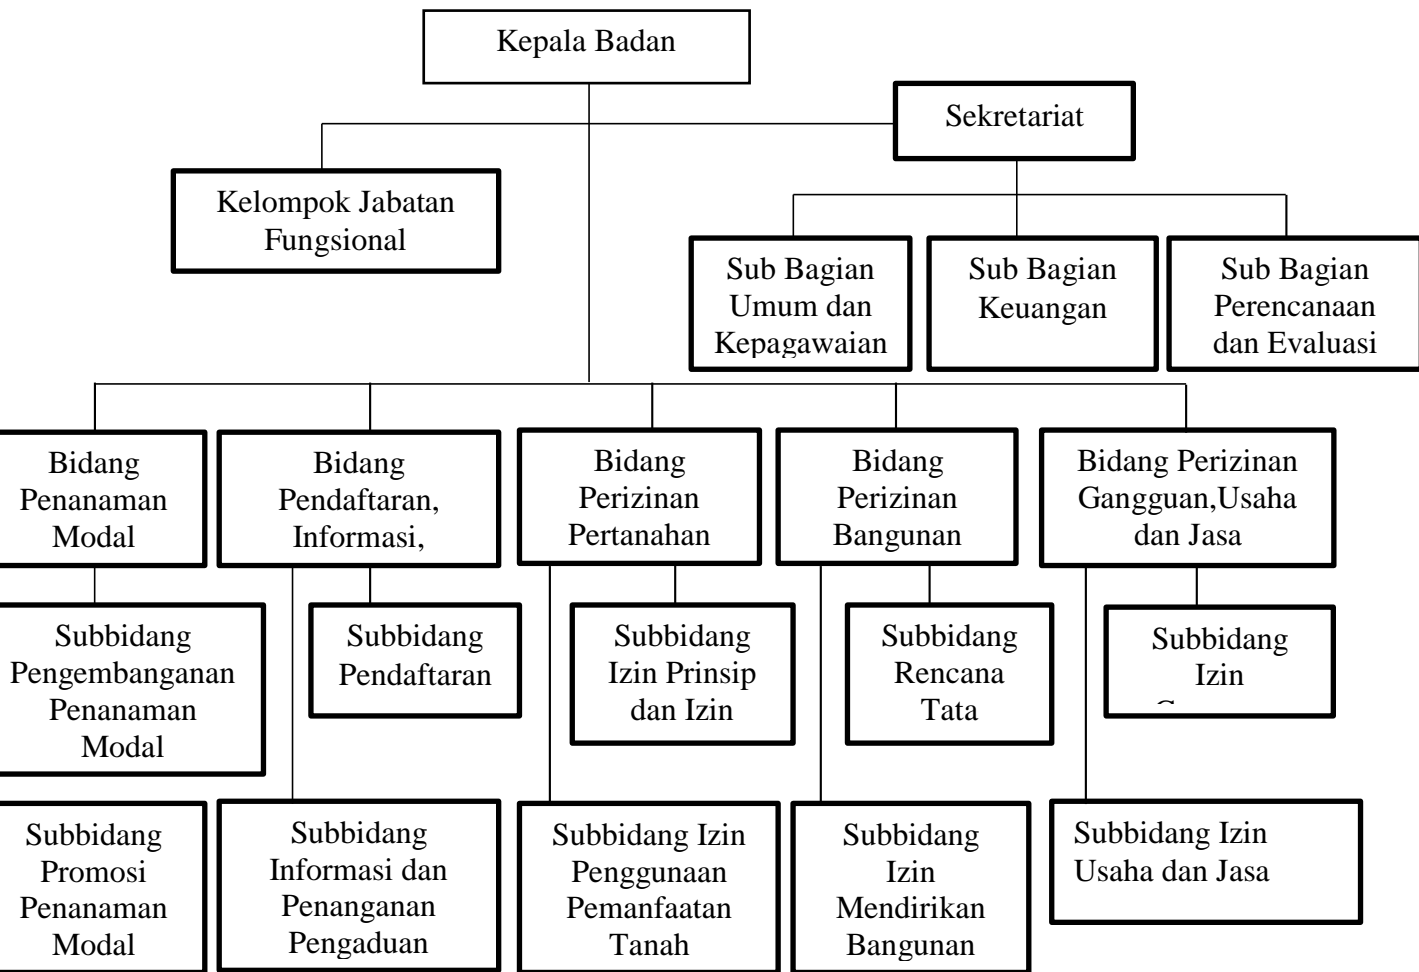 Kepala Badan
Sekretariat
Kelompok Jabatan
Fungsional
Sub Bagian
Umum dan
Kepagawaian
Sub Bagian
Keuangan
Sub Bagian
Perencanaan
dan Evaluasi
Bidang
Penanaman
Modal
Bidang
Pendaftaran,
Informasi,
Bidang
Perizinan
Pertanahan
Bidang
Perizinan
Bangunan
Bidang Perizinan
Gangguan,Usaha
dan Jasa
Subbidang
Pengembanganan
Penanaman
Modal
Subbidang
Pendaftaran
Subbidang
Izin Prinsip
dan Izin
Subbidang
Rencana
Tata
Subbidang
Izin
Subbidang
Promosi
Penanaman
Modal
Subbidang
Informasi dan
Penanganan
Pengaduan
Subbidang Izin
Penggunaan
Pemanfaatan
Tanah
Subbidang
Izin
Mendirikan
Bangunan
Subbidang Izin
Usaha dan Jasa